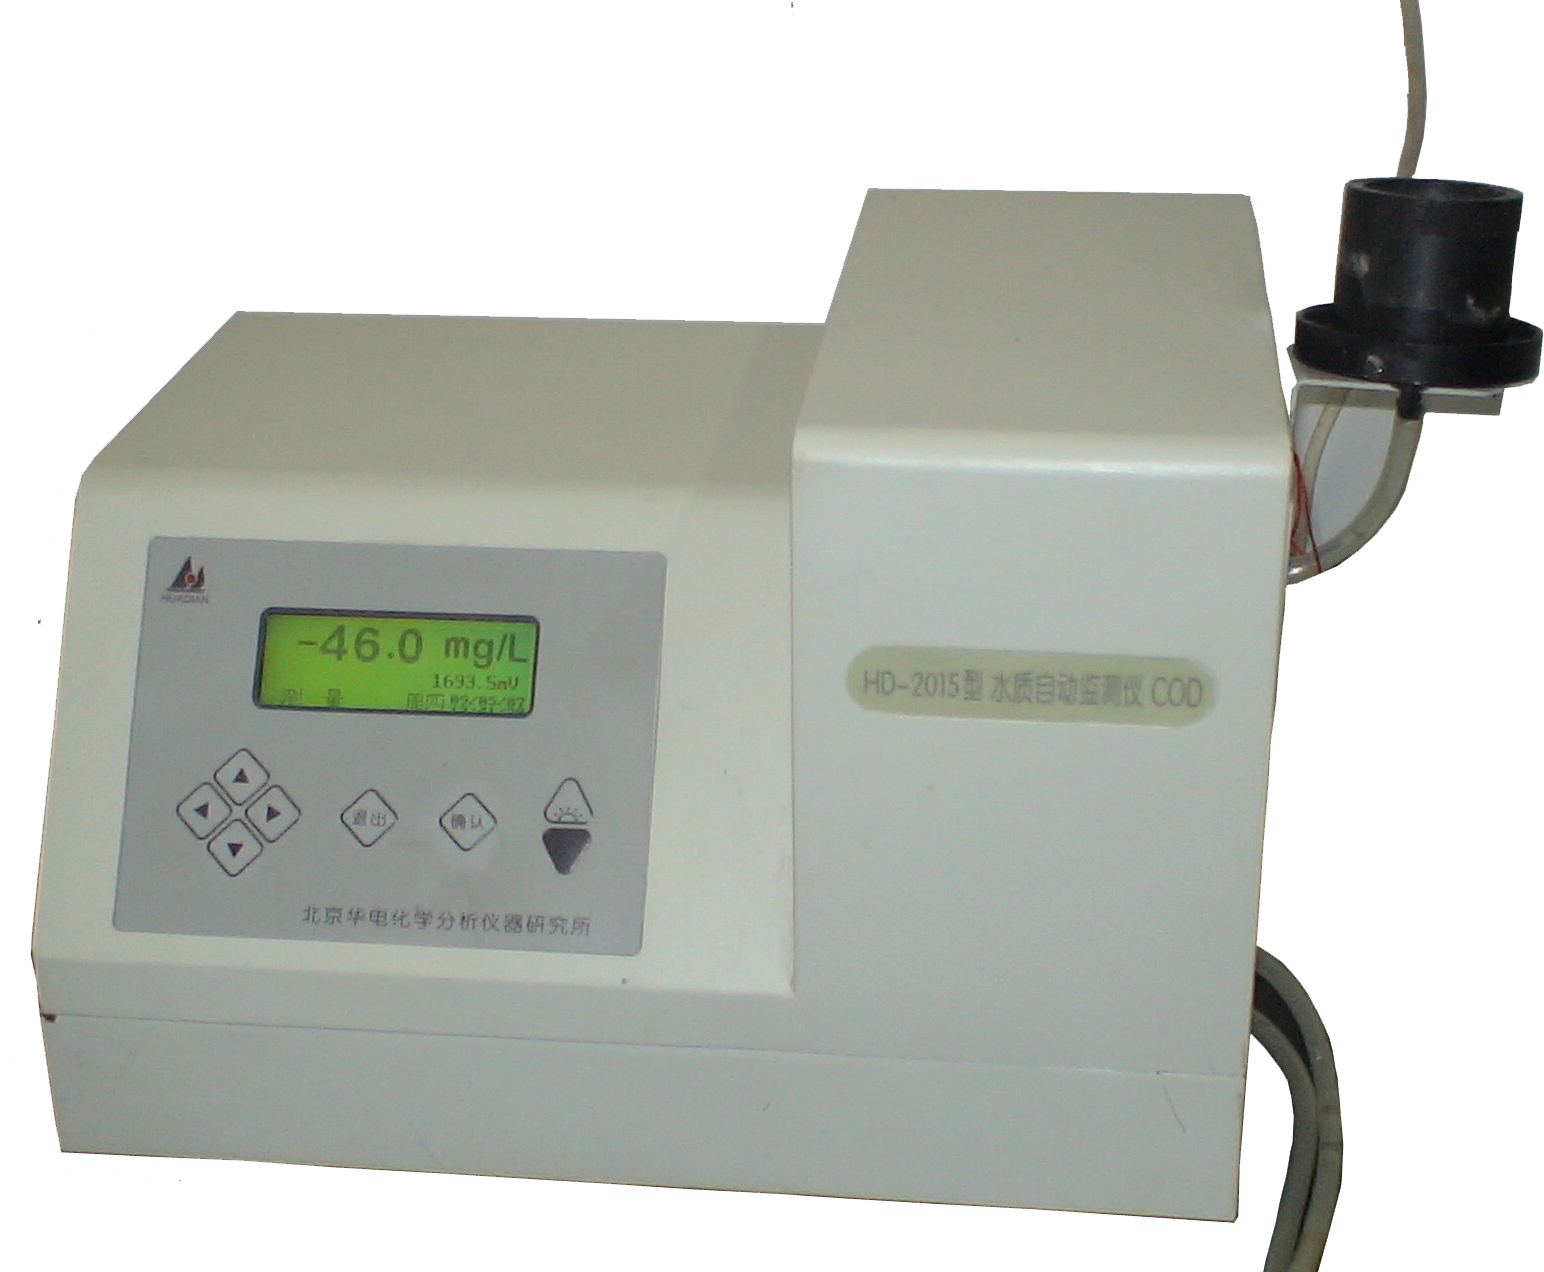 HUADIAN
-46.0 mg/L
1693.5mV
测 量
退出
确认
北京华电化学分析仪器研究所
HD-2015型 水质自动监测仪 COD